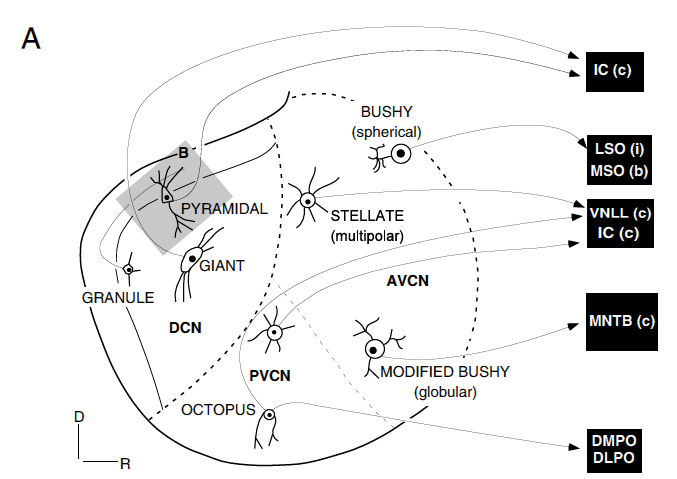 A
IC (c)
BUSHY
(spherical)
LSO (i)
MSO (b)
B
PYRAMIDAL
STELLATE
(multipolar)
VNLL (c)
IC (c)
GIANT
GRANULE
AVCN
DCN
MNTB (c)
PVCN
MODIFIED BUSHY
(globular)
OCTOPUS
D
R
DMPO
DLPO